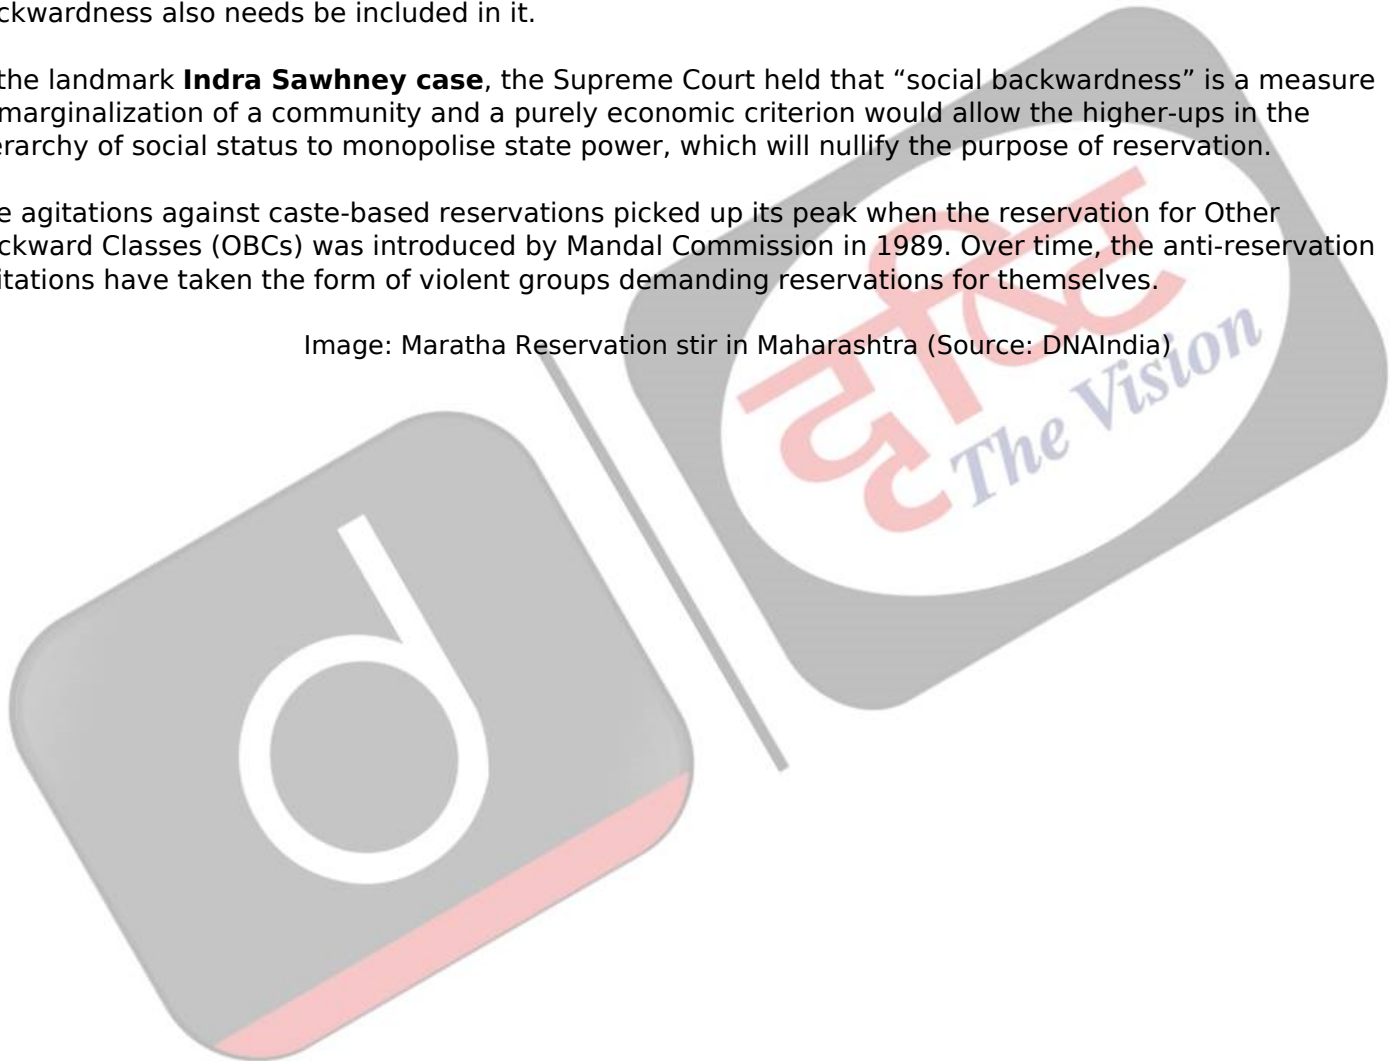 ckwardness also needs be included in it.
the landmark Indra Sawhney case, the Supreme Court held that “social backwardness” is a measure
marginalization of a community and a purely economic criterion would allow the higher-ups in the
erarchy of social status to monopolise state power, which will nullify the purpose of reservation.
e agitations against caste-based reservations picked up its peak when the reservation for Other
ckward Classes (OBCs) was introduced by Mandal Commission in 1989. Over time, the anti-reservation
itations have taken the form of violent groups demanding reservations for themselves.
Image: Maratha Reservation stir in Maharashtra (Source: DNAIndia)
दृष्टि
The Vision
d